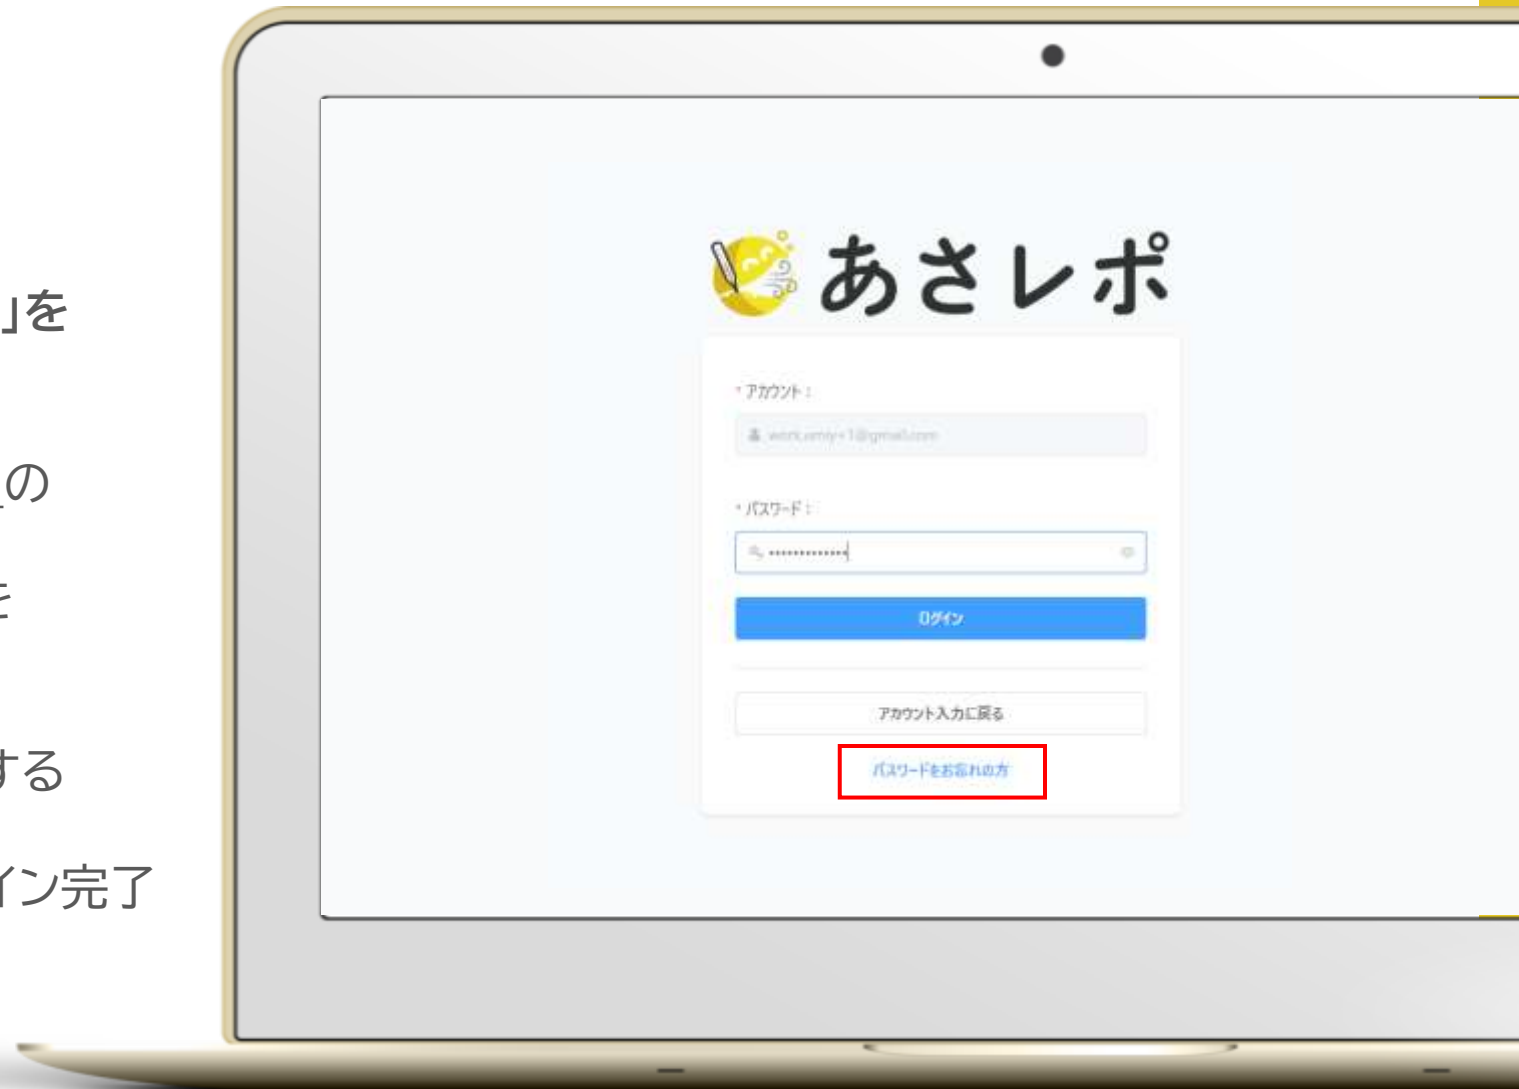 」を
の
を
する
イン完了
あさレポ
* アカウント：
* パスワード：
ログイン
アカウント入力に戻る
パスワードをお忘れの方